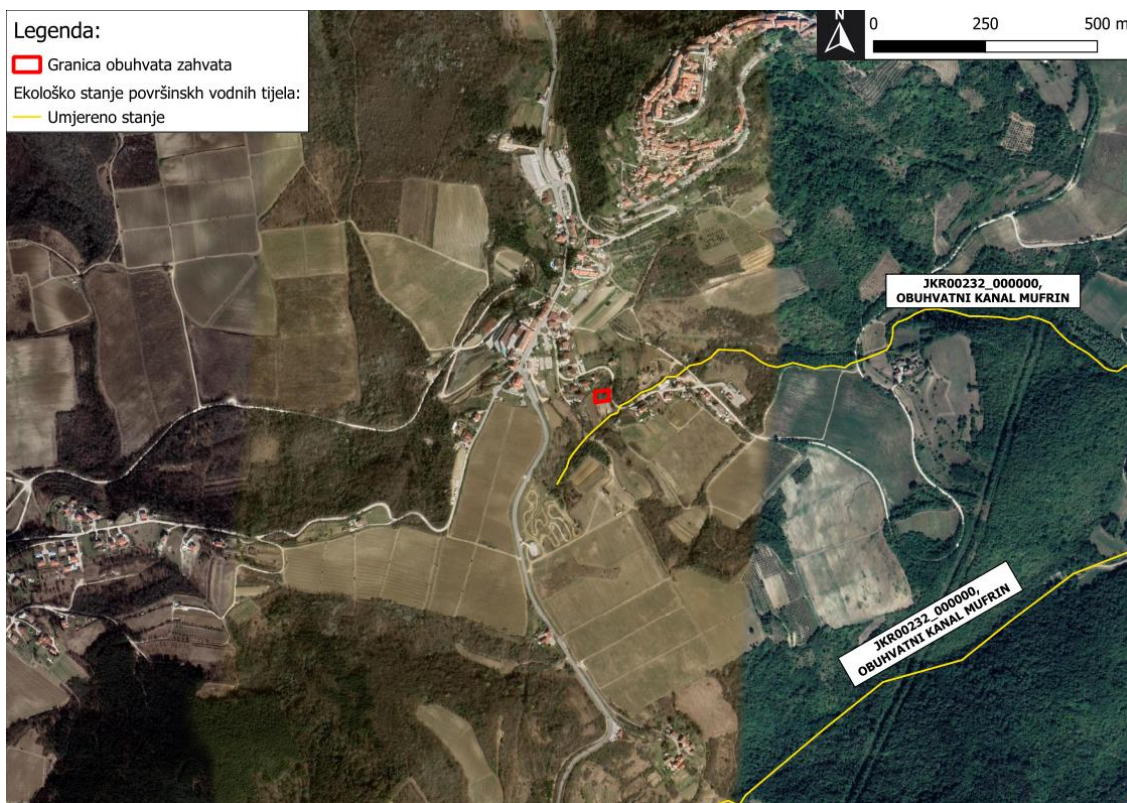 Legenda:
Granica obuhvata zahvata
Ekološko stanje površinskh vodnih tijela:
Umjereno stanje
N
0 250 500 m
JKR00232_000000,
OBUHVATNI KANAL MUFRIN
JKR00232_000000,
OBUHVATNI KANAL MUFRIN